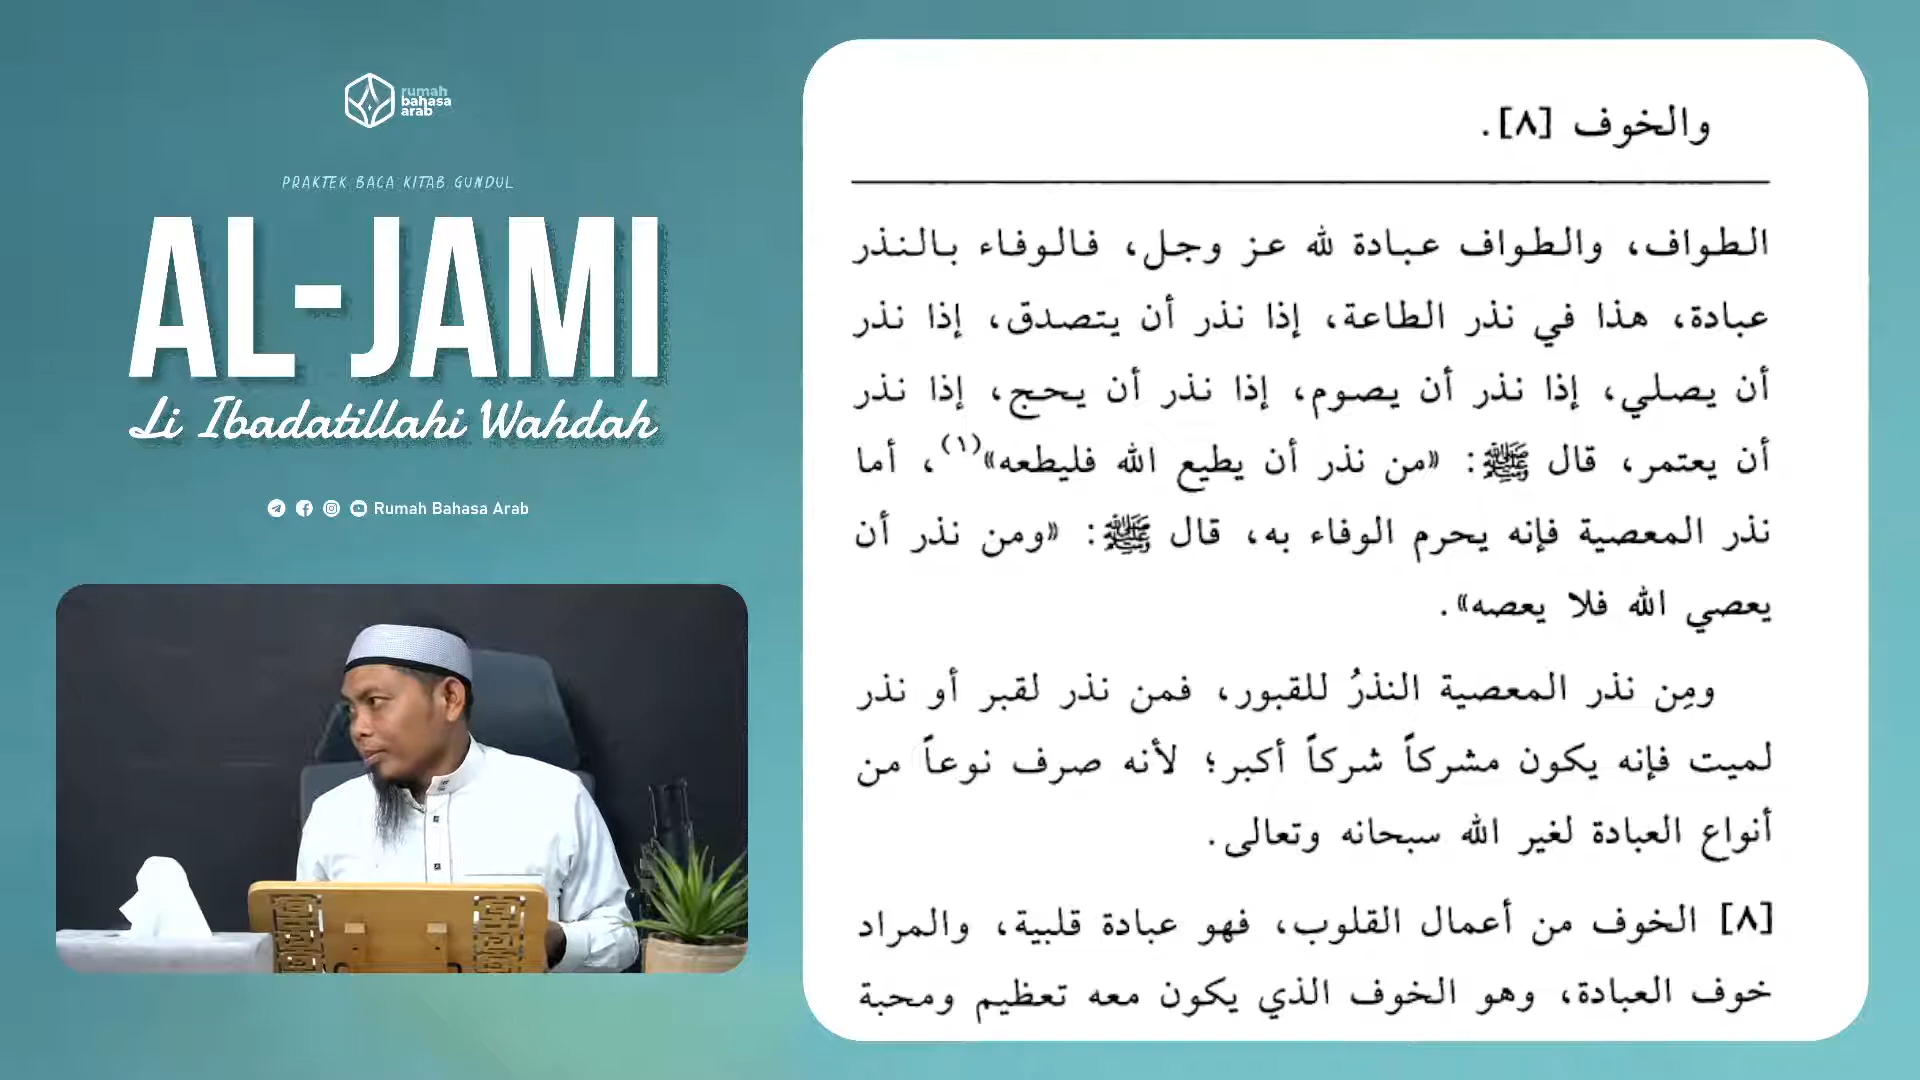 rumah
bahasa
arab
PRAKTEK BACA KITAB GUNDUL
AL-JAMI
Li Ibadatillahi Wahdah
Rumah Bahasa Arab
والخوف [٨].
الطواف، والطواف عبادة لله عز وجل، فالوفاء بالنذر
عبادة، هذا في نذر الطاعة، إذا نذر أن يتصدق، إذا نذر
أن يصلي، إذا نذر أن يصوم، إذا نذر أن يحج، إذا نذر
أن يعتمر، قال ﷺ: «من نذر أن يطيع الله فليطعه»(١)، أما
نذر المعصية فإنه يحرم الوفاء به، قال ﷺ: «ومن نذر أن
يعصي الله فلا يعصه».
ومِن نذر المعصية النذرُ للقبور، فمن نذر لقبر أو نذر
لميت فإنه يكون مشركاً شركاً أكبر؛ لأنه صرف نوعاً من
أنواع العبادة لغير الله سبحانه وتعالى.
[٨] الخوف من أعمال القلوب، فهو عبادة قلبية، والمراد
خوف العبادة، وهو الخوف الذي يكون معه تعظيم ومحبة